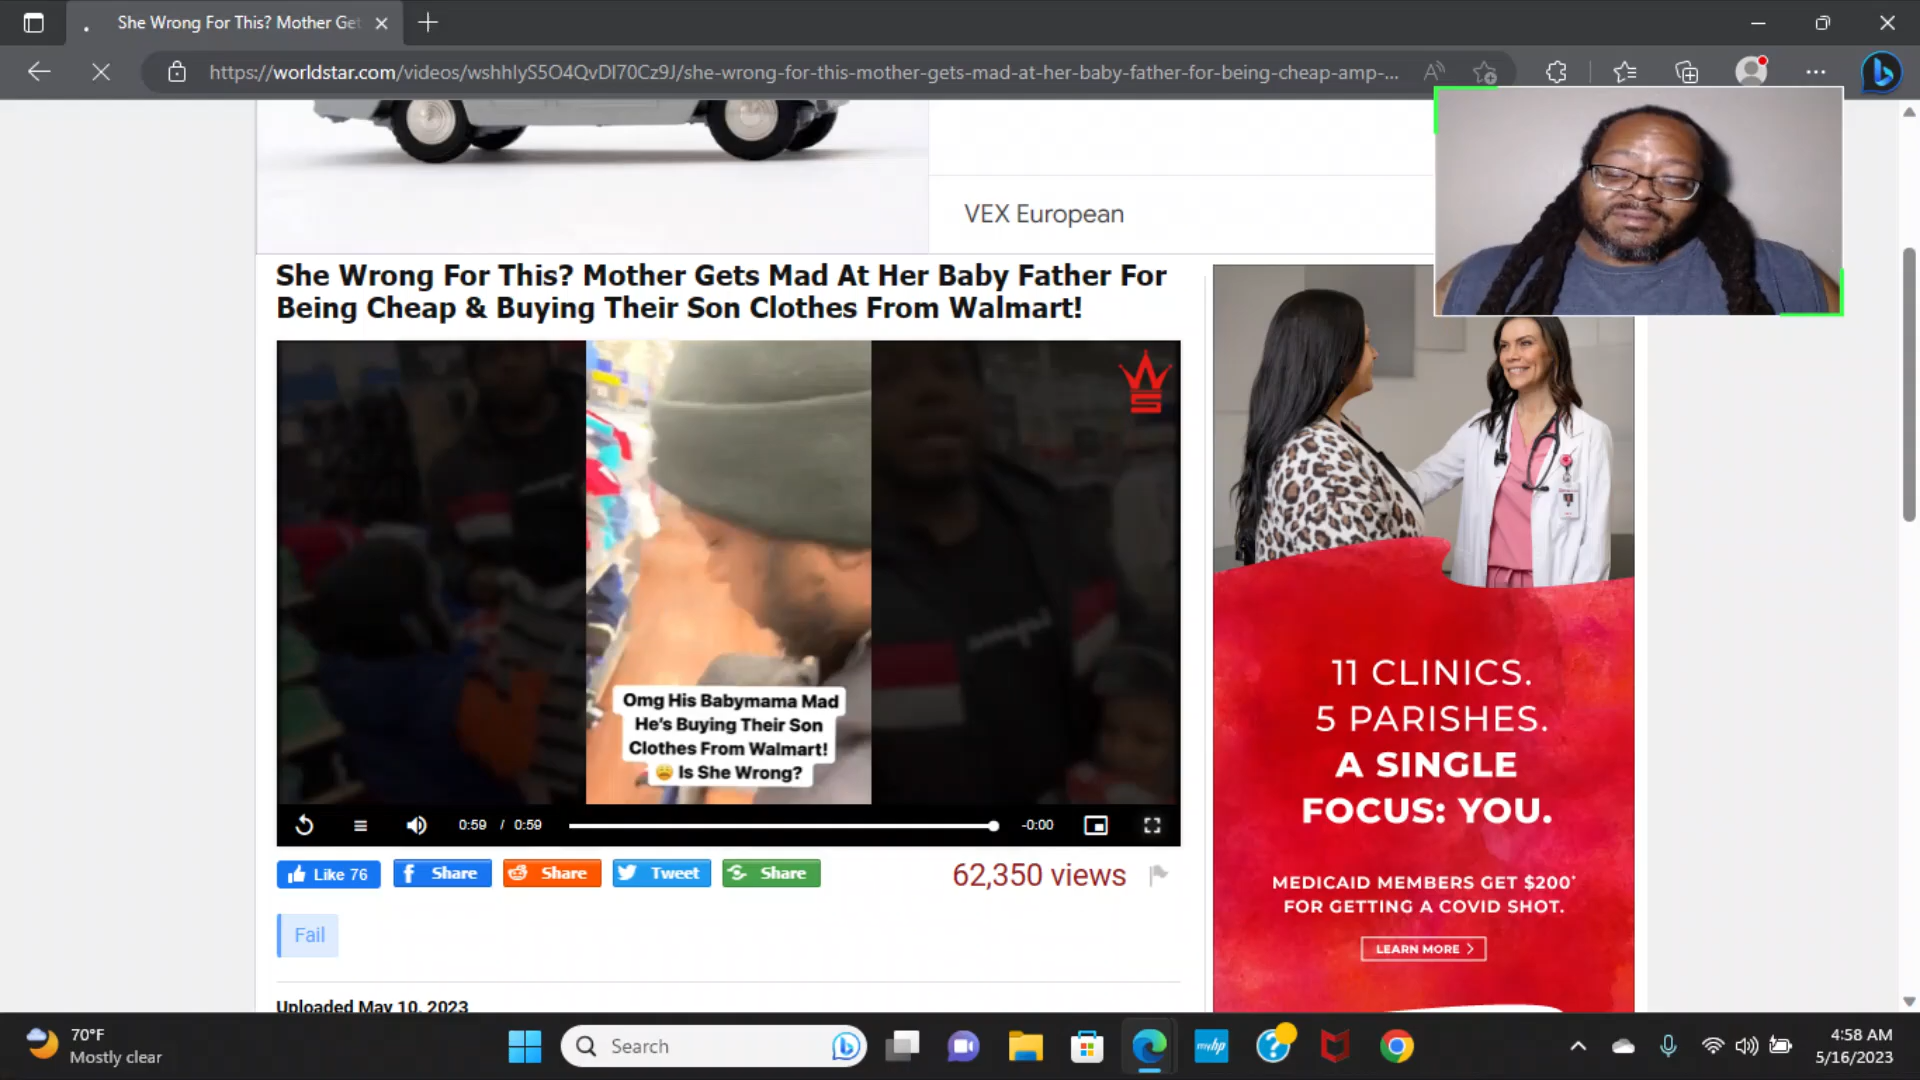 She Wrong For This? Mother Get
https://worldstar.com/videos/wshhlyS5O4QvDI70Cz9J/she-wrong-for-this-mother-gets-mad-at-her-baby-father-for-being-cheap-amp-...
VEX European
She Wrong For This? Mother Gets Mad At Her Baby Father For
Being Cheap & Buying Their Son Clothes From Walmart!
Omg His Babymama Mad
He's Buying Their Son
Clothes From Walmart!
😩 Is She Wrong?
0:59 / 0:59
-0:00
Like 76
Share
Share
Tweet
Share
62,350 views
Fail
Uploaded May 10, 2023
11 CLINICS.
5 PARISHES.
A SINGLE
FOCUS: YOU.
MEDICAID MEMBERS GET $200*
FOR GETTING A COVID SHOT.
LEARN MORE >
70°F
Mostly clear
Search
myhp
4:58 AM
5/16/2023